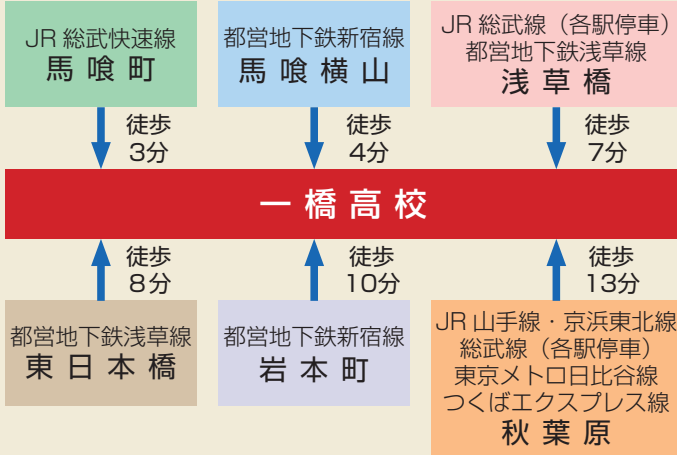 JR 総武快速線
馬喰町
都営地下鉄新宿線
馬喰横山
JR 総武線（各駅停車）
都営地下鉄浅草線
浅草橋
徒歩
3分
徒歩
4分
徒歩
7分
一橋高校
徒歩
8分
徒歩
10分
徒歩
13分
都営地下鉄浅草線
東日本橋
都営地下鉄新宿線
岩本町
JR 山手線・京浜東北線
総武線（各駅停車）
東京メトロ日比谷線
つくばエクスプレス線
秋葉原